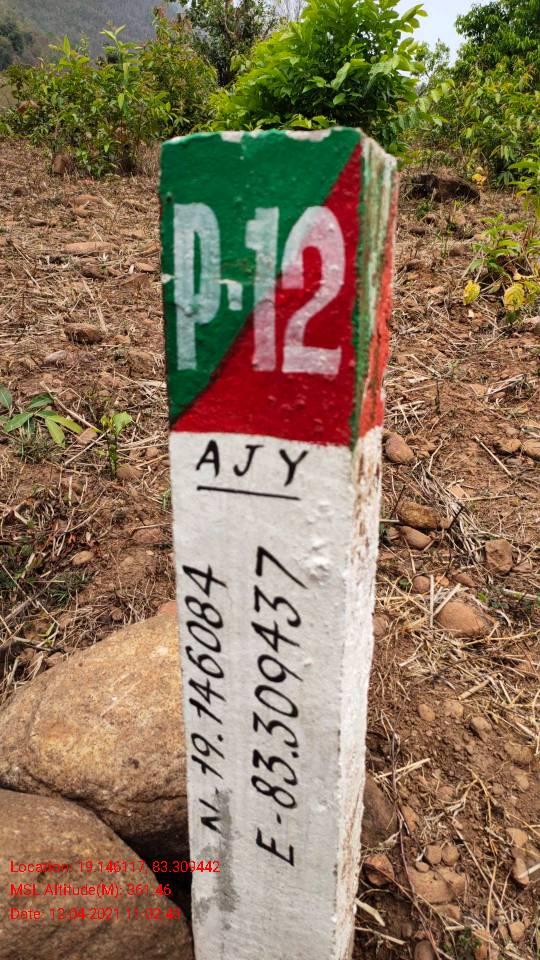 P-12
AJY
N-19.146084
E-83.309437
Location: 19.146117, 83.309442
MSL Altitude(M): 361.46
Date: 12-04-2021 11:02:43